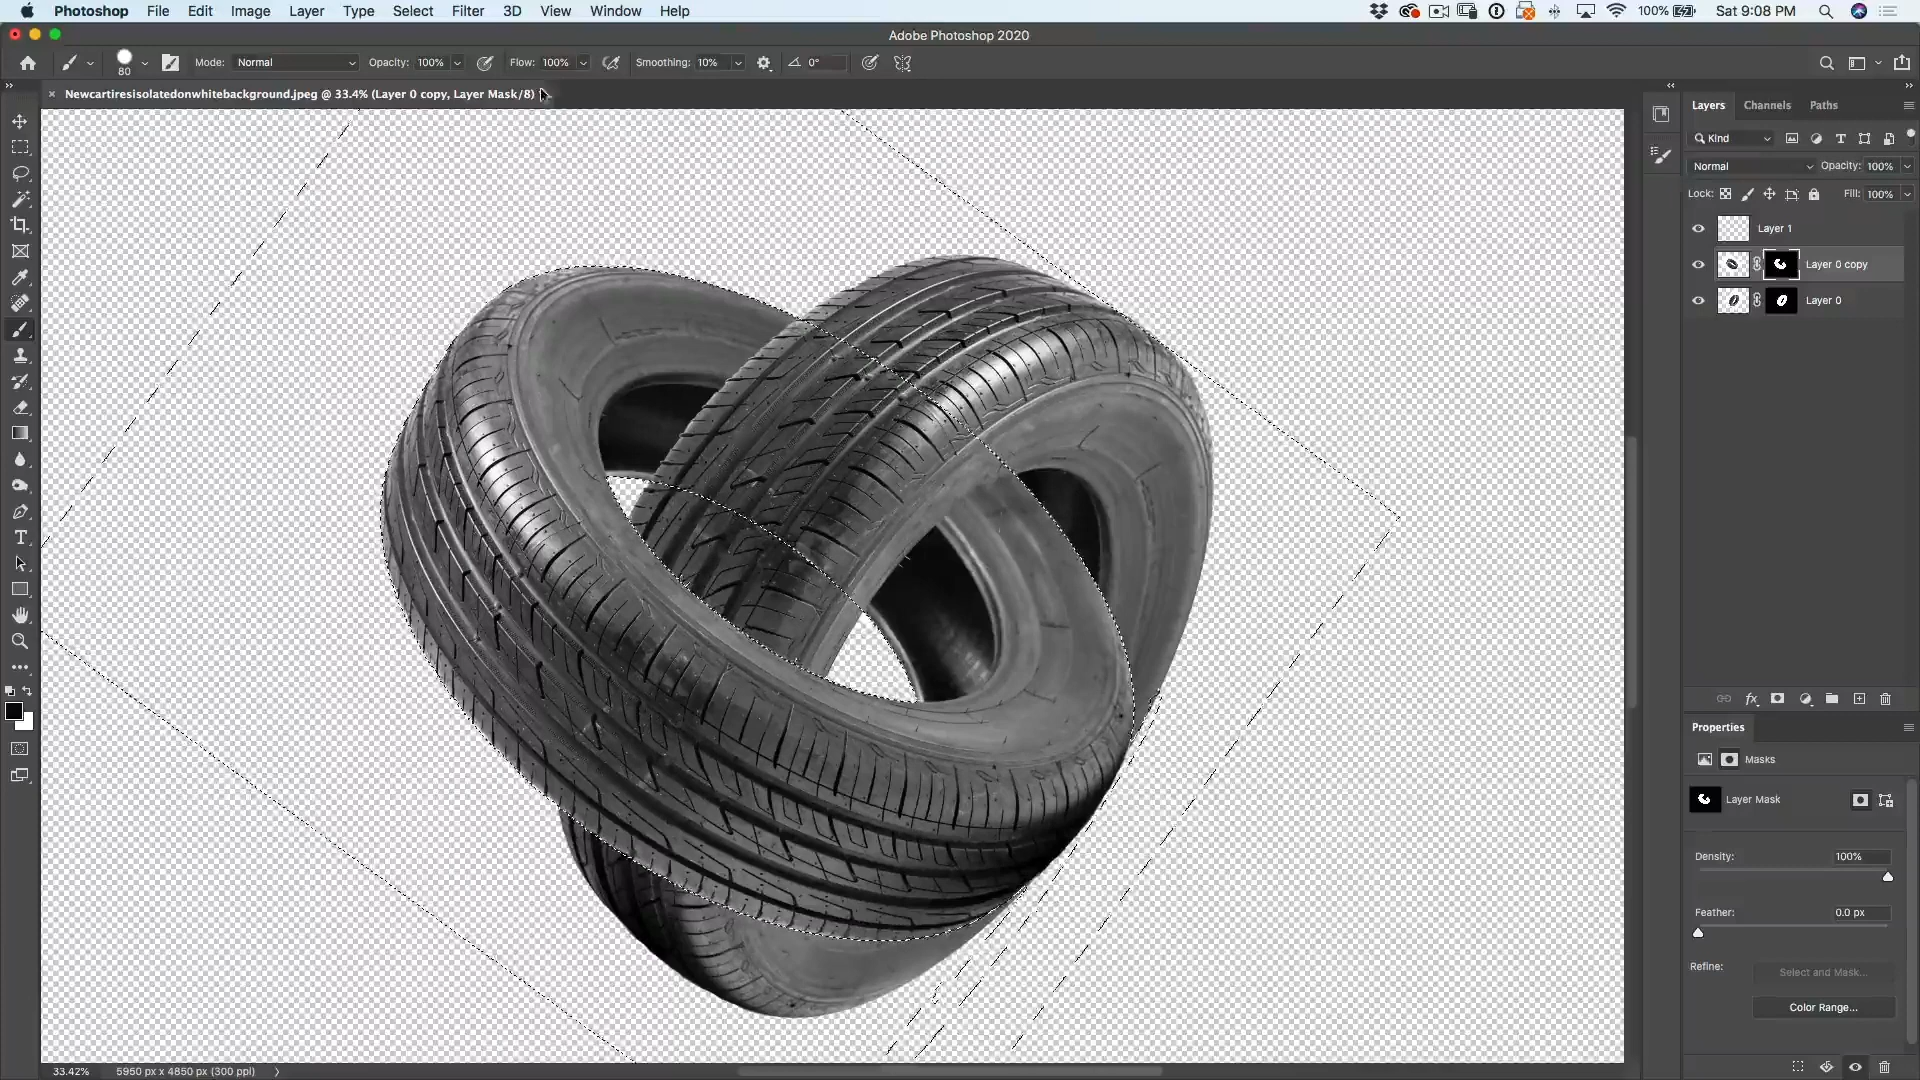 Photoshop File Edit Image Layer Type Select Filter 3D View Window Help
100% Sat 9:08 PM
Adobe Photoshop 2020
80 Mode: Normal Opacity: 100% Flow: 100% Smoothing: 10% 0°
Newcartiresisolatedonwhitebackground.jpeg @ 33.4% (Layer 0 copy, Layer Mask/8)
Layers Channels Paths
Kind
Normal Opacity: 100%
Lock: Fill: 100%
Layer 1
Layer 0 copy
Layer 0
Properties
Masks
Layer Mask
Density: 100%
Feather: 0.0 px
Refine: Select and Mask...
Color Range...
33.42% 5950 px x 4850 px (300 ppi)